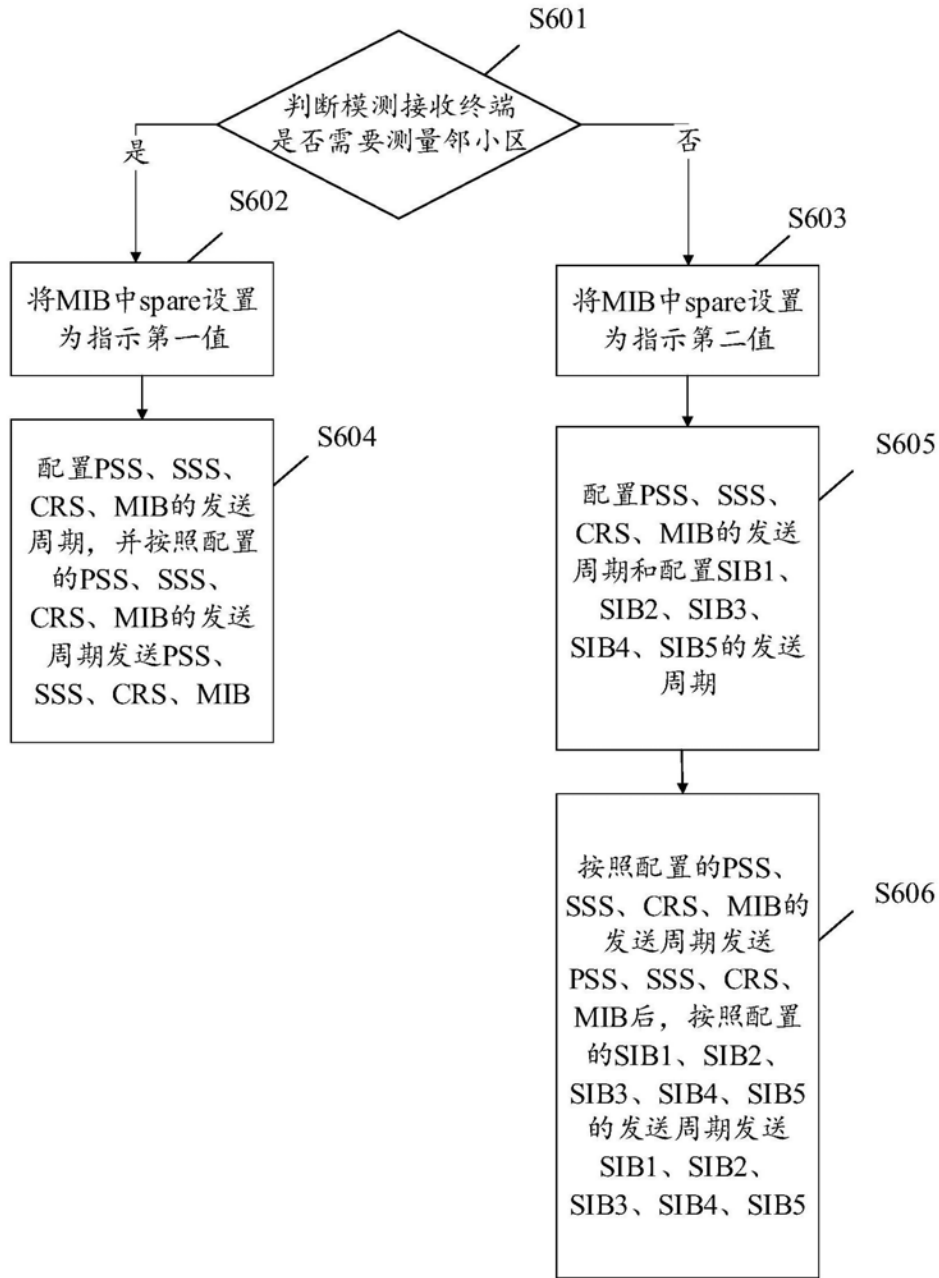 S601
判断模测接收终端
是否需要测量邻小区
是
否
S602
将MIB中spare设置
为指示第一值
S603
将MIB中spare设置
为指示第二值
S604
配置PSS、SSS、
CRS、MIB的发送
周期，并按照配置
的PSS、SSS、
CRS、MIB的发送
周期发送PSS、
SSS、CRS、MIB
S605
配置PSS、SSS、
CRS、MIB的发送
周期和配置SIB1、
SIB2、SIB3、
SIB4、SIB5的发送
周期
S606
按照配置的PSS、
SSS、CRS、MIB的
发送周期发送
PSS、SSS、CRS、
MIB后，按照配置
的SIB1、SIB2、
SIB3、SIB4、SIB5
的发送周期发送
SIB1、SIB2、
SIB3、SIB4、SIB5